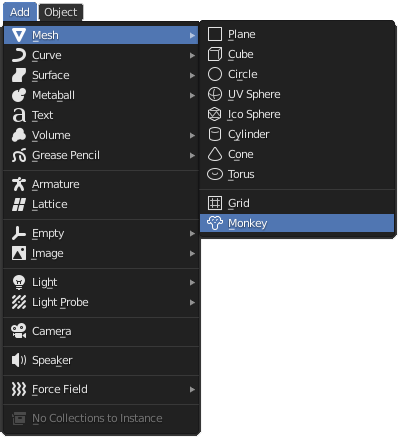 Add Object
Mesh
Curve
Surface
Metaball
Text
Volume
Grease Pencil
Armature
Lattice
Empty
Image
Light
Light Probe
Camera
Speaker
Force Field
No Collections to Instance
Plane
Cube
Circle
UV Sphere
Ico Sphere
Cylinder
Cone
Torus
Grid
Monkey